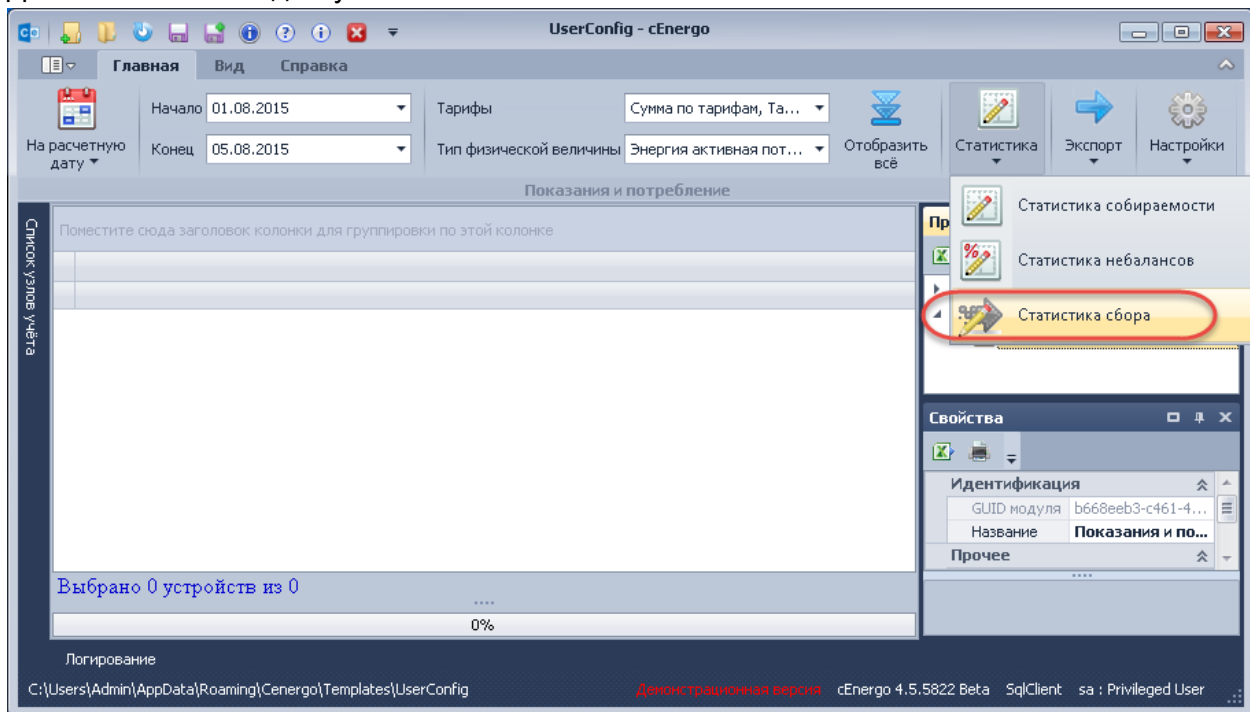 UserConfig - cEnergo
Главная Вид Справка
Начало 01.08.2015 Тарифы Сумма по тарифам, Та...
На расчетную дату Конец 05.08.2015 Тип физической величины Энергия активная пот... Отобразить всё Статистика Экспорт Настройки
Показания и потребление
Статистика собираемости
Статистика небалансов
Статистика сбора
Список узлов учёта
Поместите сюда заголовок колонки для группировки по этой колонке
Пр
Свойства
Идентификация
GUID модуля b668eeb3-c461-4...
Название Показания и по...
Прочее
Выбрано 0 устройств из 0
0%
Логирование
C:\Users\Admin\AppData\Roaming\Cenergo\Templates\UserConfig Демонстрационная версия cEnergo 4.5.5822 Beta SqlClient sa : Privileged User